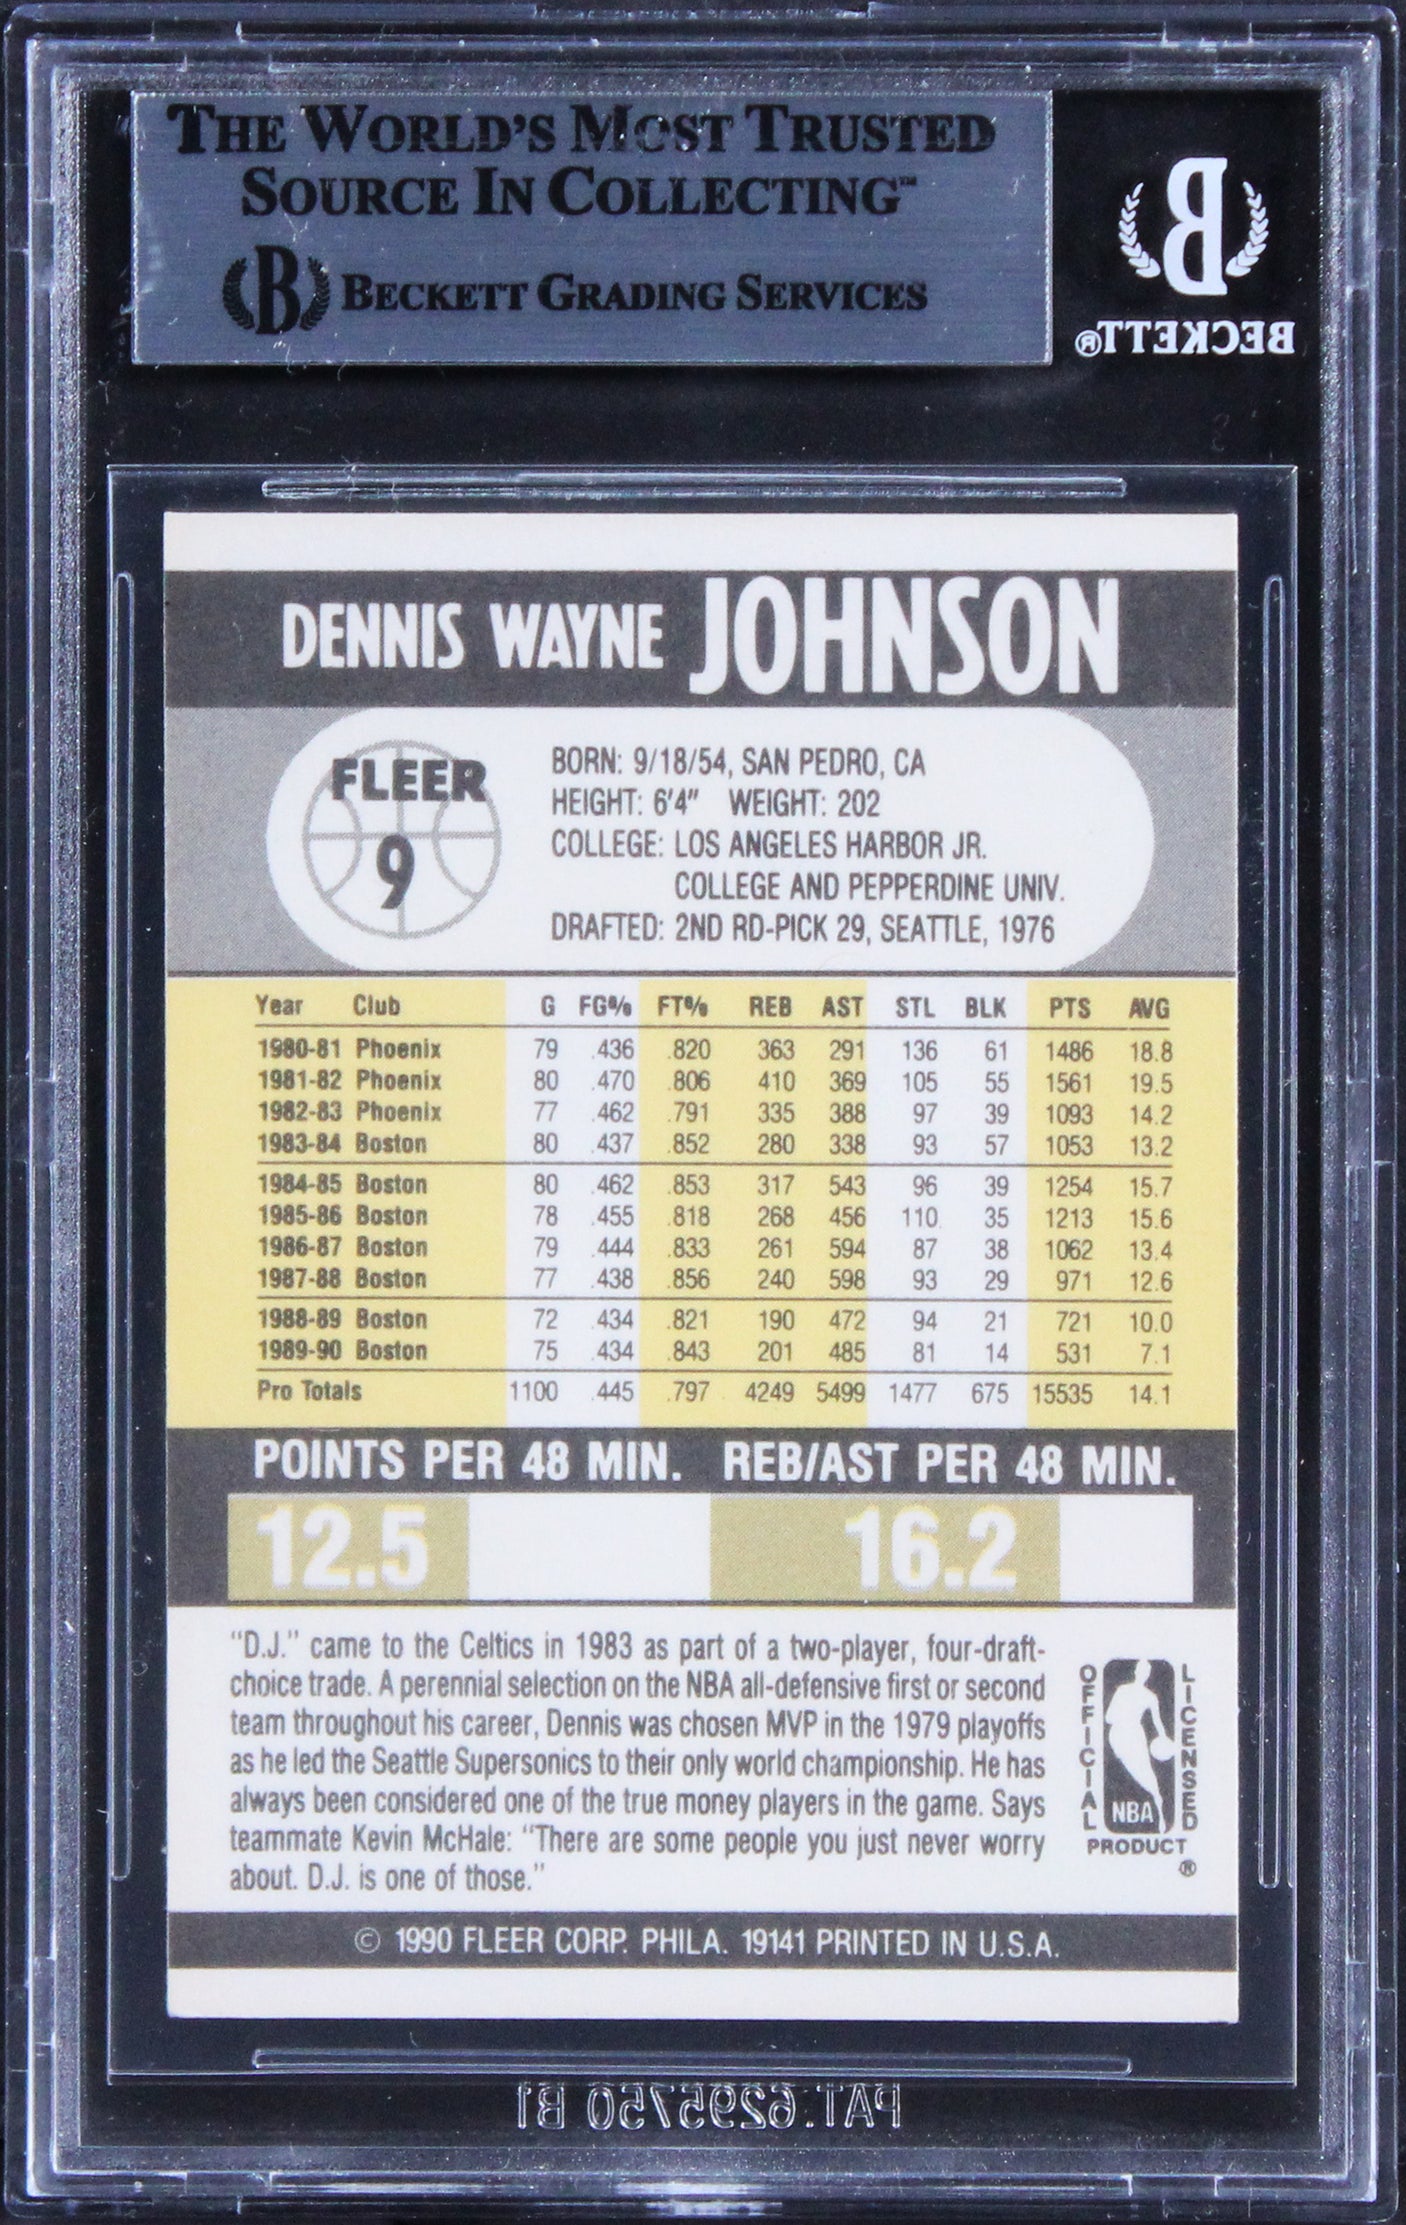 THE WORLD'S MOST TRUSTED
SOURCE IN COLLECTING™
B BECKETT GRADING SERVICES
B
BECKETT®
DENNIS WAYNE JOHNSON
FLEER
9
BORN: 9/18/54, SAN PEDRO, CA
HEIGHT: 6'4" WEIGHT: 202
COLLEGE: LOS ANGELES HARBOR JR.
COLLEGE AND PEPPERDINE UNIV.
DRAFTED: 2ND RD-PICK 29, SEATTLE, 1976
Year Club G FG% FT% REB AST STL BLK PTS AVG
1980-81 Phoenix 79 .436 .820 363 291 136 61 1486 18.8
1981-82 Phoenix 80 .470 .806 410 369 105 55 1561 19.5
1982-83 Phoenix 77 .462 .791 335 388 97 39 1093 14.2
1983-84 Boston 80 .437 .852 280 338 93 57 1053 13.2
1984-85 Boston 80 .462 .853 317 543 96 39 1254 15.7
1985-86 Boston 78 .455 .818 268 456 110 35 1213 15.6
1986-87 Boston 79 .444 .833 261 594 87 38 1062 13.4
1987-88 Boston 77 .438 .856 240 598 93 29 971 12.6
1988-89 Boston 72 .434 .821 190 472 94 21 721 10.0
1989-90 Boston 75 .434 .843 201 485 81 14 531 7.1
Pro Totals 1100 .445 .797 4249 5499 1477 675 15535 14.1
POINTS PER 48 MIN. REB/AST PER 48 MIN.
12.5 16.2
"D.J." came to the Celtics in 1983 as part of a two-player, four-draft-
choice trade. A perennial selection on the NBA all-defensive first or second
team throughout his career, Dennis was chosen MVP in the 1979 playoffs
as he led the Seattle Supersonics to their only world championship. He has
always been considered one of the true money players in the game. Says
teammate Kevin McHale: "There are some people you just never worry
about. D.J. is one of those."
OFFICIAL
NBA
LICENSED
PRODUCT
®
© 1990 FLEER CORP. PHILA. 19141 PRINTED IN U.S.A.
PAT. 6295750 B1